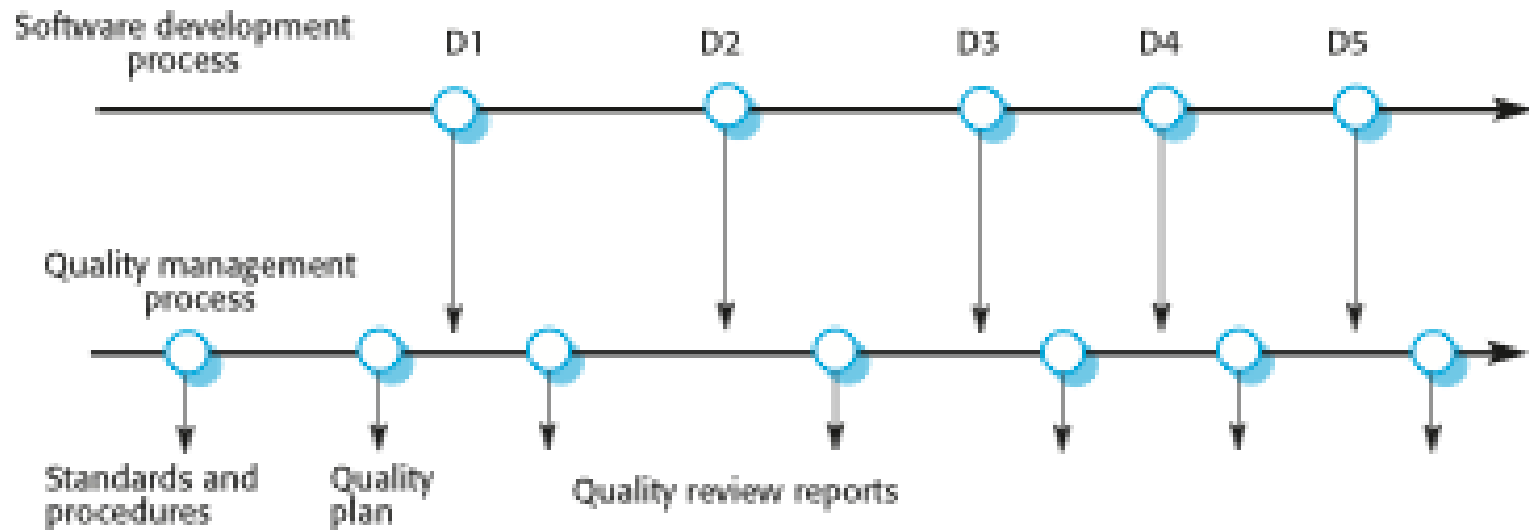 Software development
process
D1
D2
D3
D4
D5
Quality management
process
Standards and
procedures
Quality
plan
Quality review reports